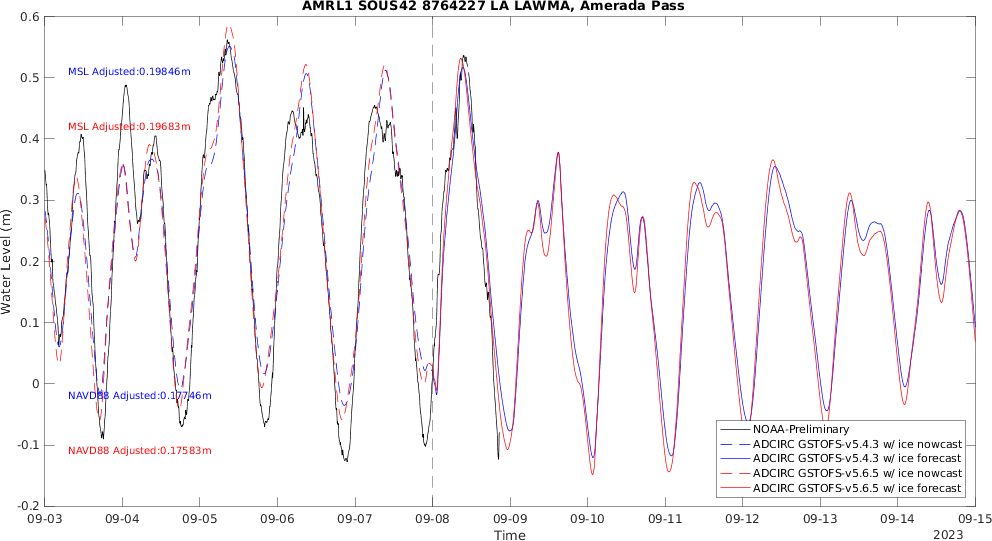 AMRL1 SOUS42 8764227 LA LAWMA, Amerada Pass
0.6
0.5
0.4
0.3
0.2
0.1
0
-0.1
-0.2
Water Level (m)
MSL Adjusted:0.19846m
MSL Adjusted:0.19683m
NAVD88 Adjusted:0.17746m
NAVD88 Adjusted:0.17583m
NOAA-Preliminary
ADCIRC GSTOFS-v5.4.3 w/ ice nowcast
ADCIRC GSTOFS-v5.4.3 w/ ice forecast
ADCIRC GSTOFS-v5.6.5 w/ ice nowcast
ADCIRC GSTOFS-v5.6.5 w/ ice forecast
09-03 09-04 09-05 09-06 09-07 09-08 09-09 09-10 09-11 09-12 09-13 09-14 09-15
Time
2023